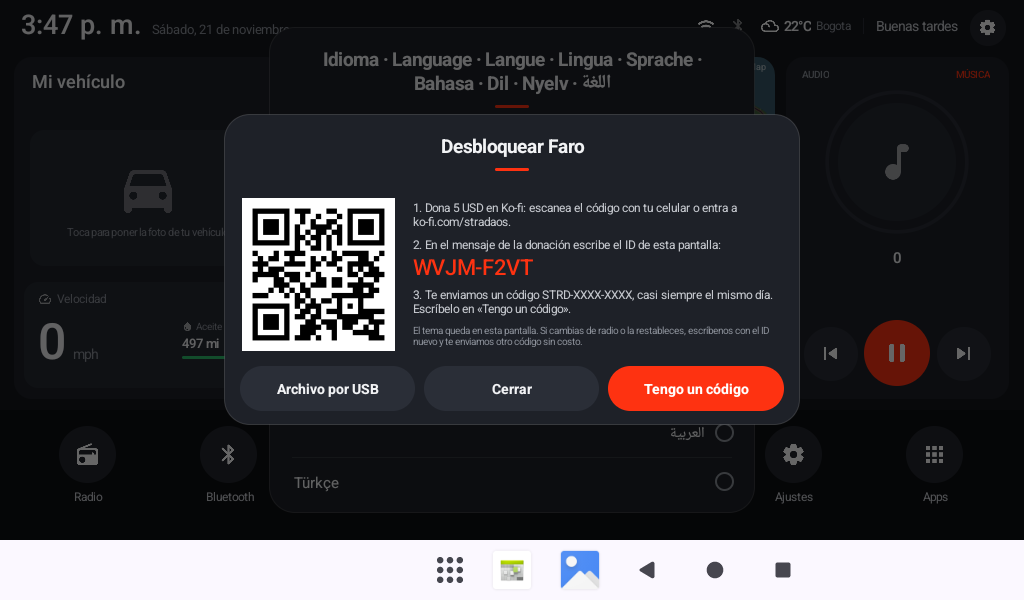 3:47 p. m.
Sábado, 21 de noviembre
22°C Bogota
Buenas tardes
Idioma · Language · Langue · Lingua · Sprache ·
Bahasa · Dil · Nyelv · اللغة
Mi vehículo
AUDIO
MÚSICA
Desbloquear Faro
1. Dona 5 USD en Ko-fi: escanea el código con tu celular o entra a
ko-fi.com/stradaos.
2. En el mensaje de la donación escribe el ID de esta pantalla:
WVJM-F2VT
3. Te enviamos un código STRD-XXXX-XXXX, casi siempre el mismo día.
Escríbelo en «Tengo un código».
El tema queda en esta pantalla. Si cambias de radio o la restableces, escríbenos con el ID
nuevo y te enviamos otro código sin costo.
Archivo por USB
Cerrar
Tengo un código
Toca para poner la foto de tu vehículo
Velocidad
0 mph
Aceite
497 mi
0
العربية
Türkçe
Radio
Bluetooth
Ajustes
Apps